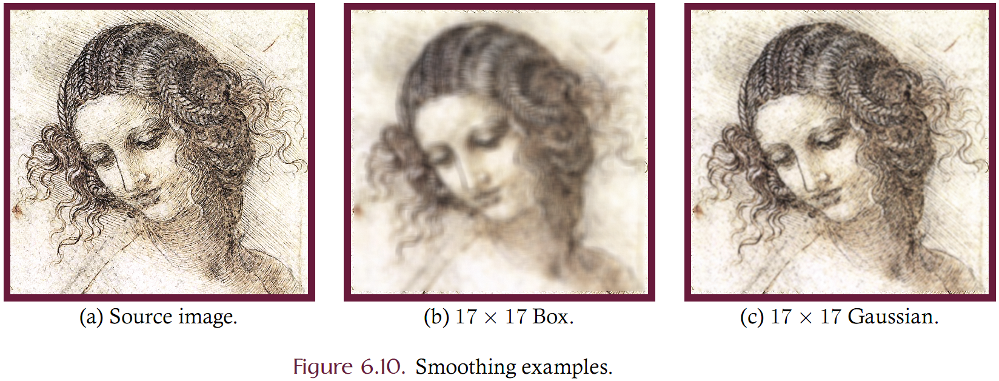 (a) Source image.
(b) 17 × 17 Box.
(c) 17 × 17 Gaussian.
Figure 6.10. Smoothing examples.